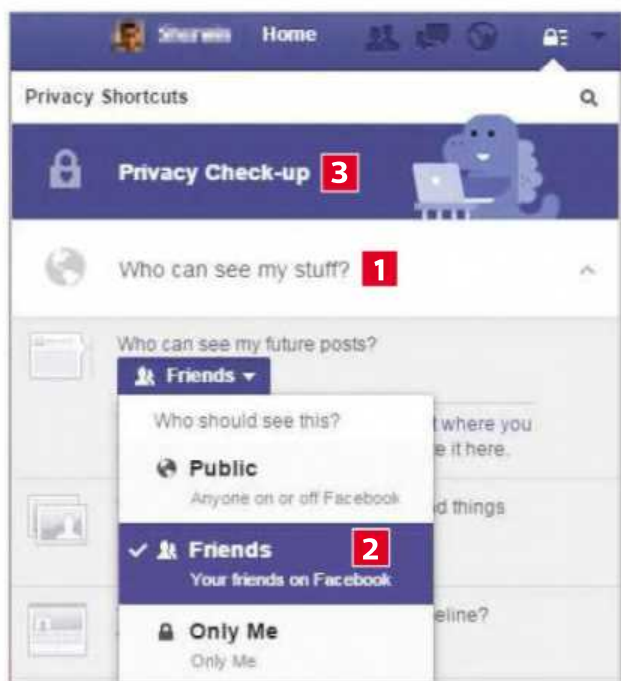 Home
Privacy Shortcuts
Privacy Check-up 3
Who can see my stuff? 1
Who can see my future posts?
Friends
Who should see this?
where you
it here.
Public
Anyone on or off Facebook
things
Friends 2
Your friends on Facebook
Only Me
Only Me